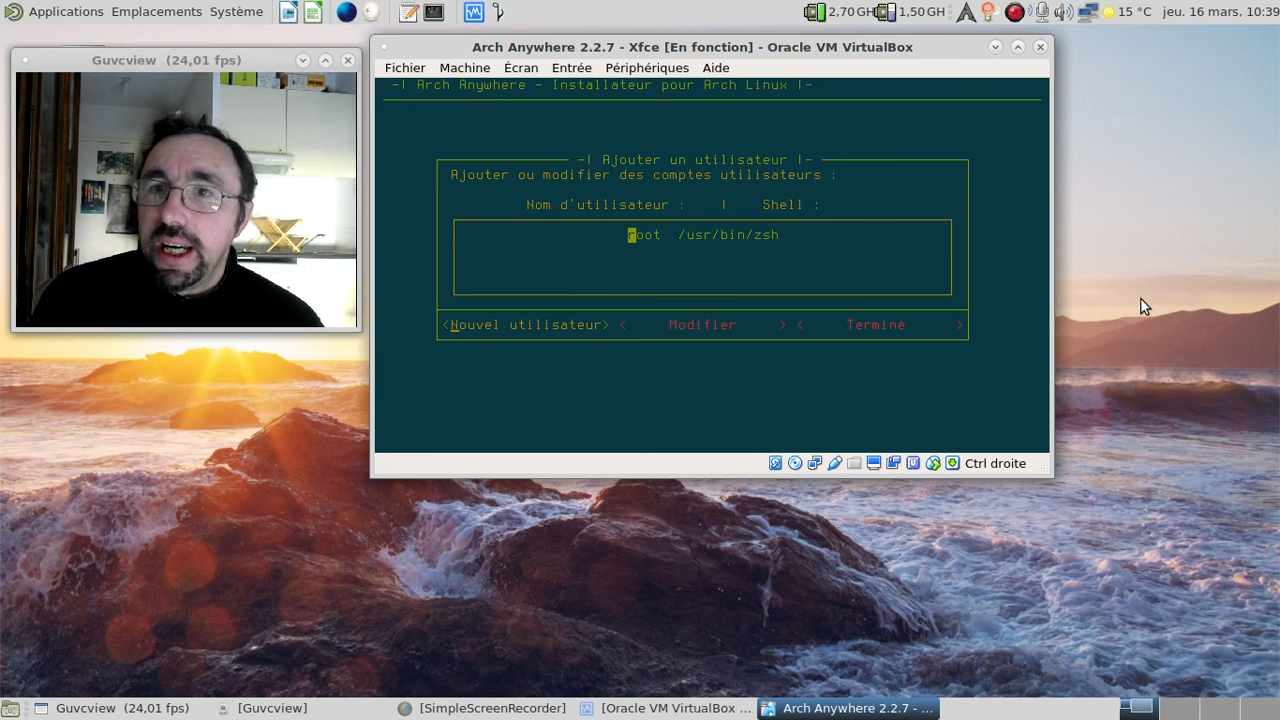 Applications Emplacements Système 2,70 GH 1,50 GH 15 °C jeu. 16 mars, 10:39
Guvcview (24,01 fps)
Arch Anywhere 2.2.7 - Xfce [En fonction] - Oracle VM VirtualBox
Fichier Machine Écran Entrée Périphériques Aide
-| Arch Anywhere - Installateur pour Arch Linux |-
-| Ajouter un utilisateur |-
Ajouter ou modifier des comptes utilisateurs :
Nom d'utilisateur : | Shell :
root /usr/bin/zsh
<Nouvel utilisateur> < Modifier > < Terminé >
Ctrl droite
Guvcview (24,01 fps) [Guvcview] [SimpleScreenRecorder] [Oracle VM VirtualBox ... Arch Anywhere 2.2.7 - ...